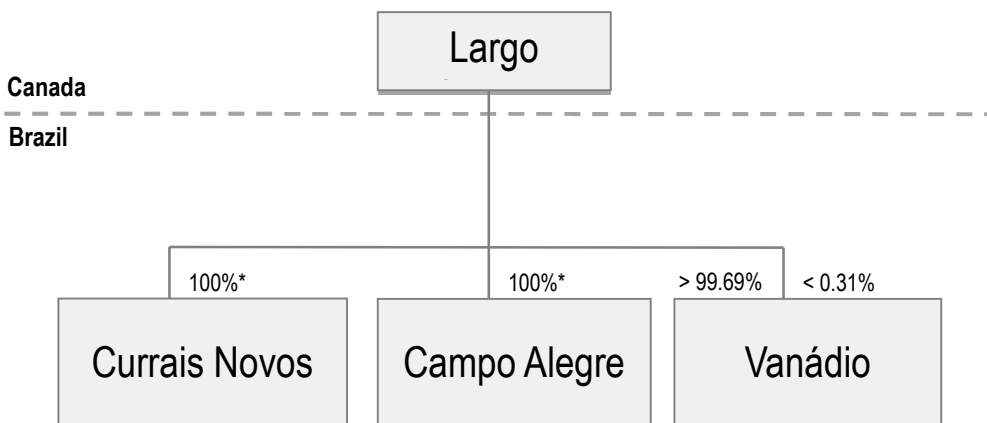 Largo
Canada
Brazil
100%*
100%*
> 99.69%
< 0.31%
Currais Novos
Campo Alegre
Vanádio